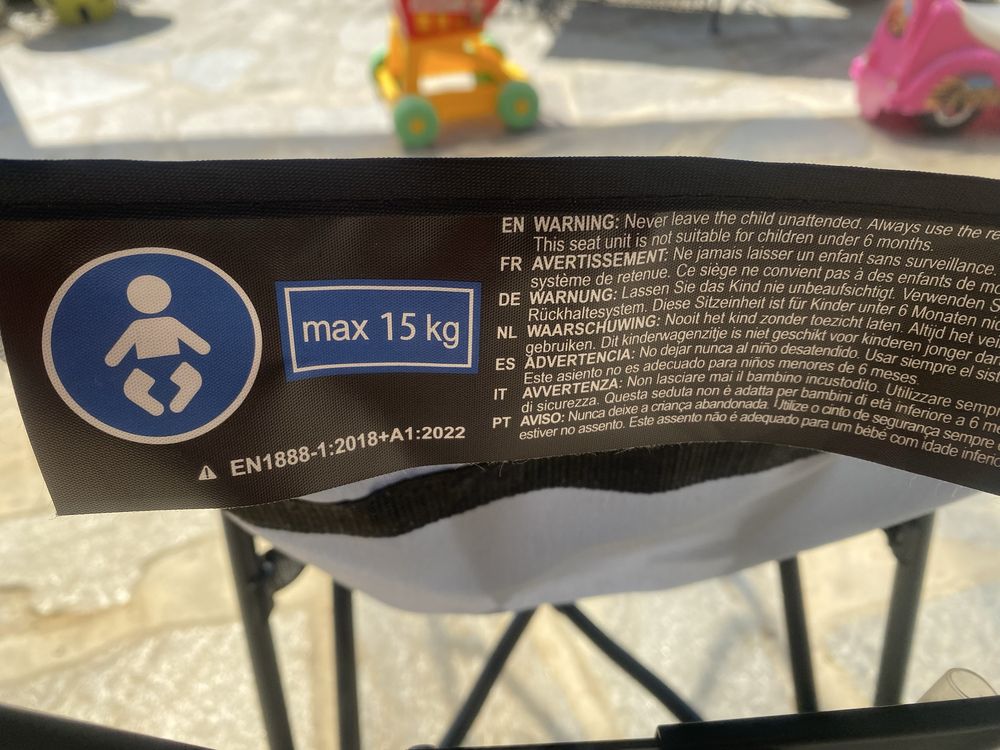 max 15 kg
EN1888-1:2018+A1:2022
EN WARNING: Never leave the child unattended. Always use the
This seat unit is not suitable for children under 6 months.
FR AVERTISSEMENT: Ne jamais laisser un enfant sans surveillance.
système de retenue. Ce siège ne convient pas à des enfants de
DE WARNUNG: Lassen Sie das Kind nie unbeaufsichtigt. Verwenden
Rückhaltesystem. Diese Sitzeinheit ist für Kinder unter 6 Monaten
NL WAARSCHUWING: Nooit het kind zonder toezicht laten. Altijd het
gebruiken. Dit kinderwagenzitje is niet geschikt voor kinderen jonger
ES ADVERTENCIA: No dejar nunca al niño desatendido. Usar siempre el
Este asiento no es adecuado para niños menores de 6 meses.
IT AVVERTENZA: Non lasciare mai il bambino incustodito. Utilizzare
di sicurezza. Questa seduta non è adatta per bambini di età inferiore a 6
PT AVISO: Nunca deixe a criança abandonada. Utilize o cinto de segurança sempre
estiver no assento. Este assento não é adequado para um bebé com idade